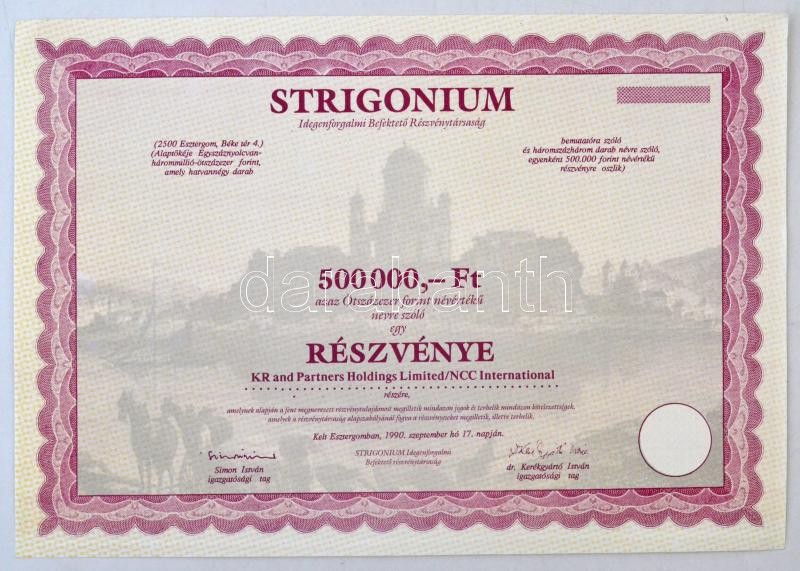 STRIGONIUM
Idegenforgalmi Befektető Részvénytársaság
(2500 Esztergom, Béke tér 4.)
(Alaptőkéje Egyszáznyolcvan-
hárommillió-ötszázezer forint,
amely hatvannégy darab
bemutatóra szóló
és háromszázhárom darab névre szóló,
egyenként 500.000 forint névértékű
részvényre oszlik)
500000,–– Ft
azaz Ötszázezer forint névértékű
névre szóló
egy
darabanth
RÉSZVÉNYE
KR and Partners Holdings Limited/NCC International
részére,
amelynek alapján a fent megnevezett részvénytulajdonost megilletik mindazon jogok és terhelik mindazon kötelezettségek,
amelyek a részvénytársaság alapszabályánál fogva a részvényeseket megilletik, illetve terhelik.
Kelt Esztergomban, 1990. szeptember hó 17. napján.
Simon István
igazgatósági tag
STRIGONIUM Idegenforgalmi
Befektető részvénytársaság
dr. Kerékgyártó István
igazgatósági tag